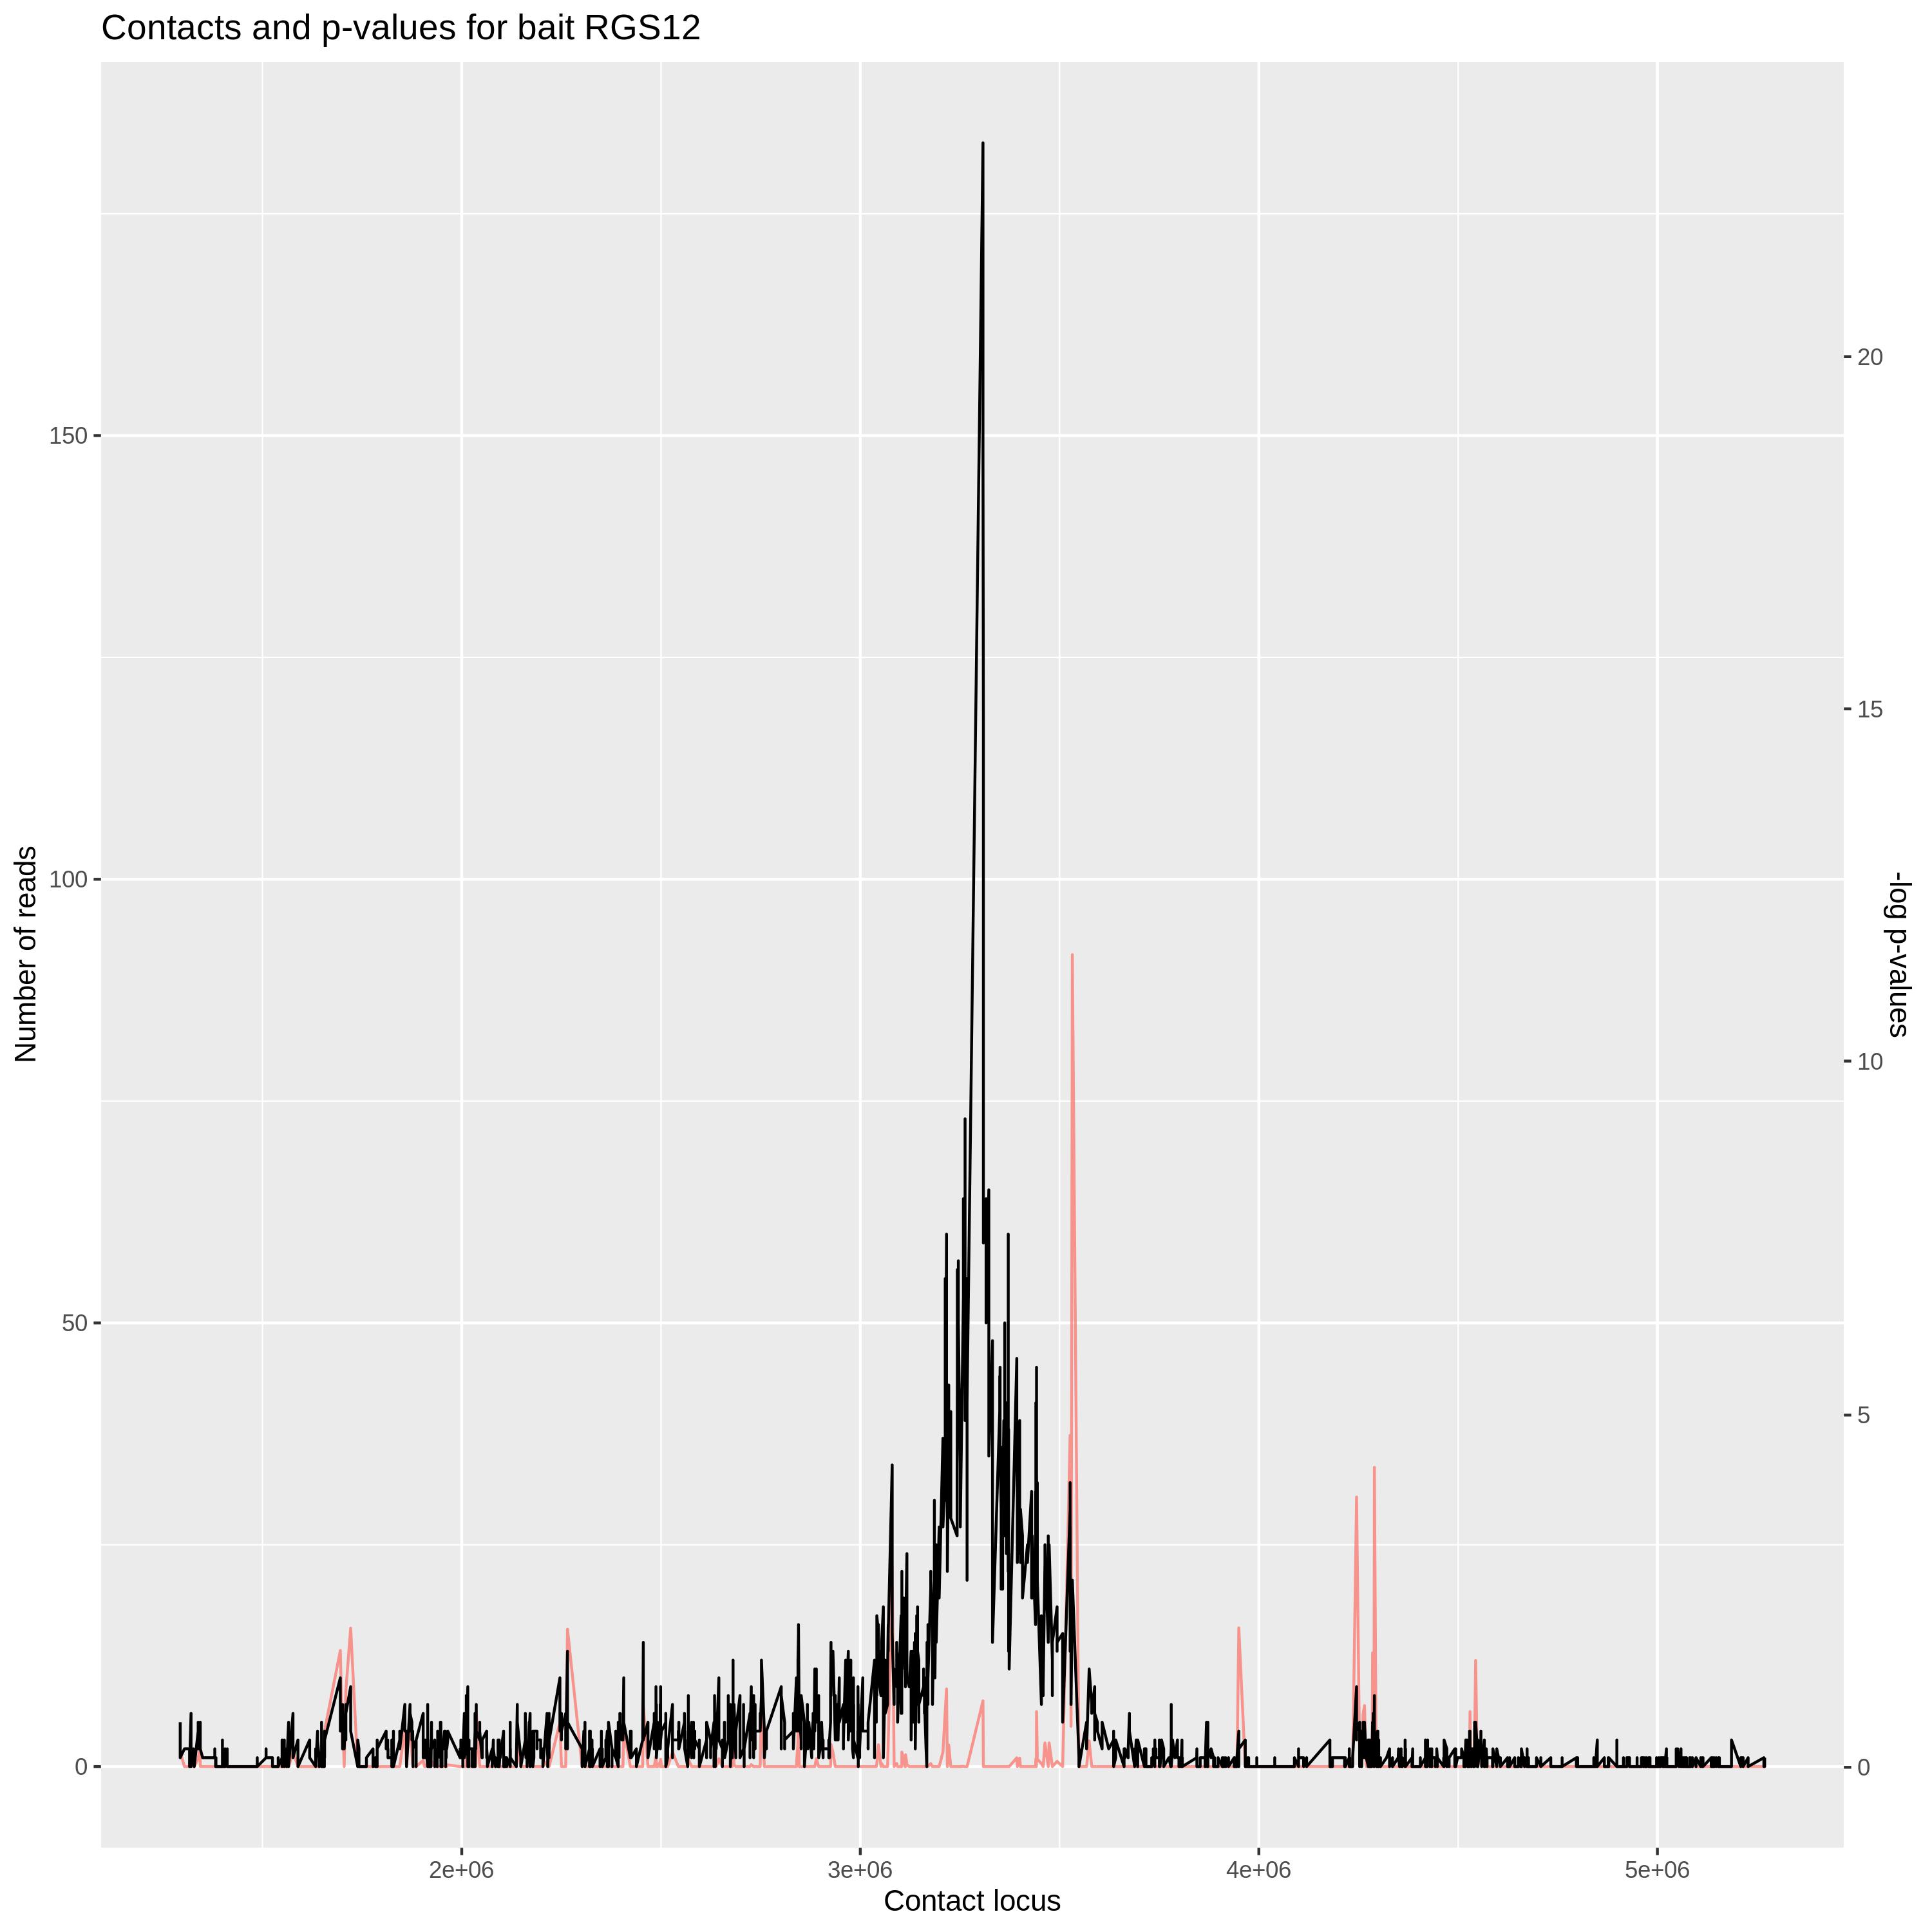 Contacts and p-values for bait RGS12
Number of reads
150
100
50
0
20
15
10
5
0
-log p-values
2e+06
3e+06
4e+06
5e+06
Contact locus